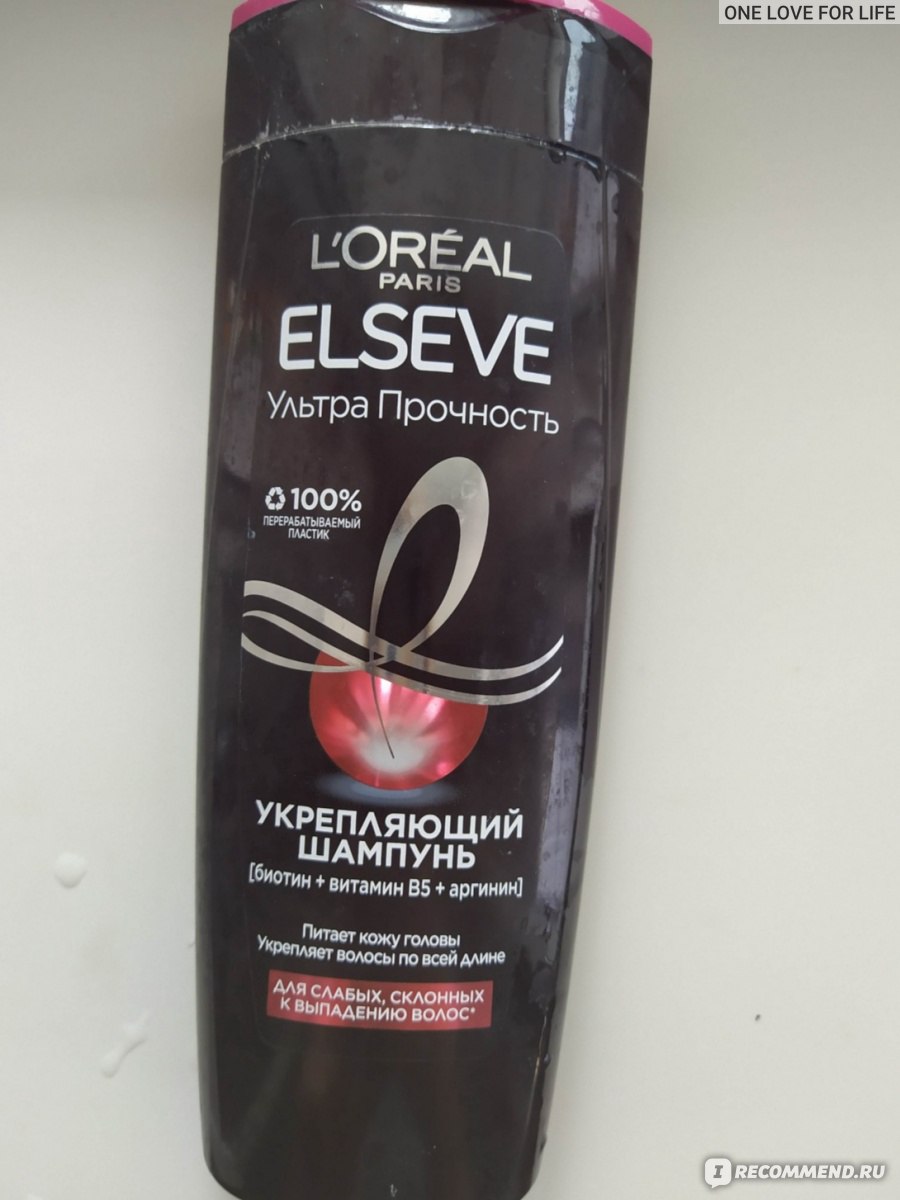 ONE LOVE FOR LIFE
L'ORÉAL
PARIS
ELSEVE
Ультра Прочность
100%
ПЕРЕРАБАТЫВАЕМЫЙ
ПЛАСТИК
УКРЕПЛЯЮЩИЙ
ШАМПУНЬ
[биотин + витамин B5 + аргинин]
Питает кожу головы
Укрепляет волосы по всей длине
ДЛЯ СЛАБЫХ, СКЛОННЫХ
К ВЫПАДЕНИЮ ВОЛОС*
IRECOMMEND.RU